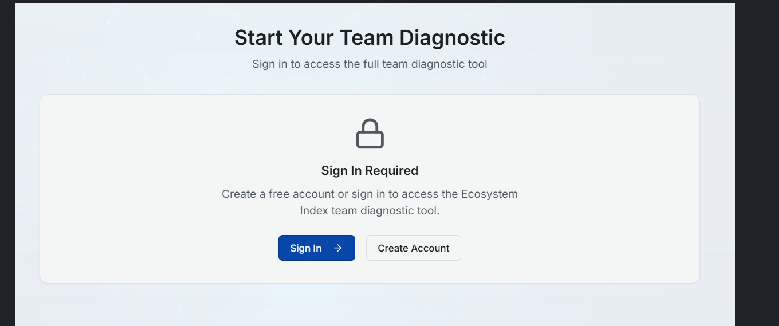 Start Your Team Diagnostic
Sign in to access the full team diagnostic tool
Sign In Required
Create a free account or sign in to access the Ecosystem
Index team diagnostic tool.
Sign In
Create Account